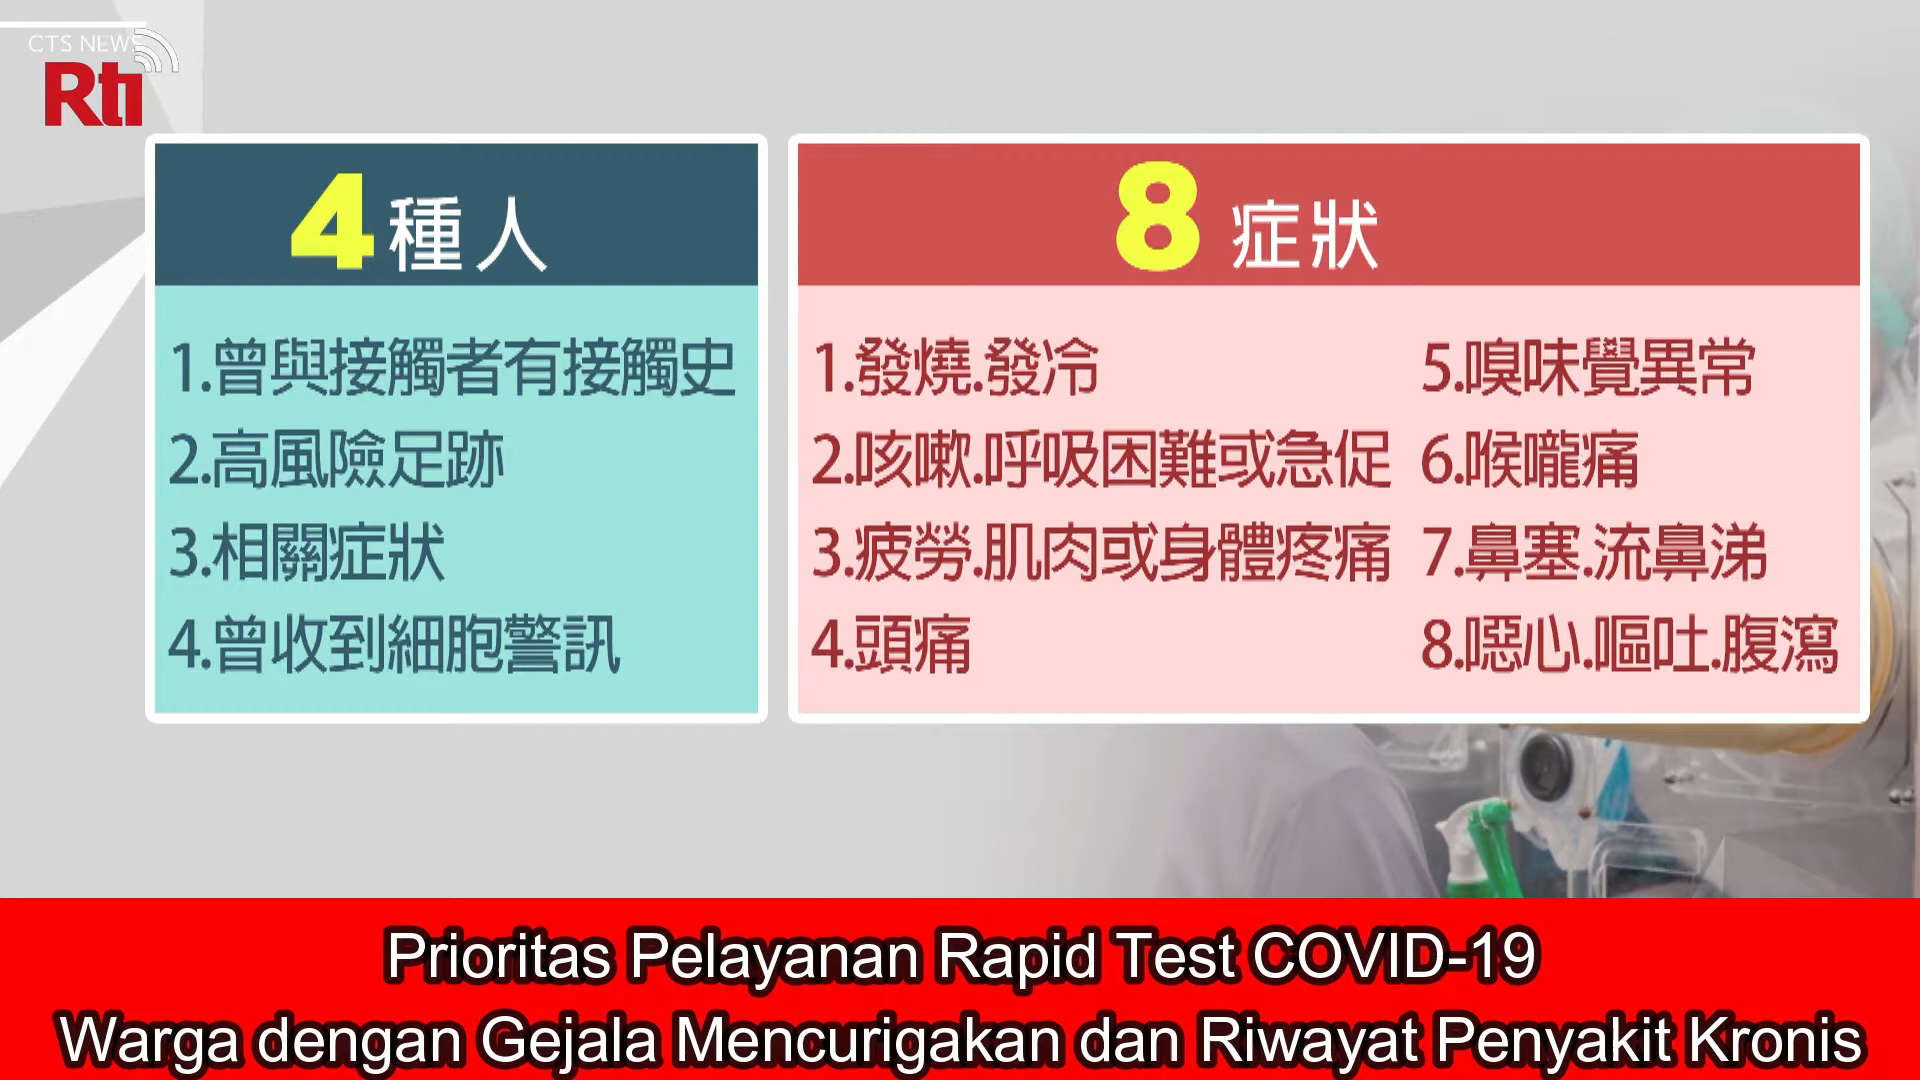 CTS NEWS
Rti
4種人
1.曾與接觸者有接觸史
2.高風險足跡
3.相關症狀
4.曾收到細胞警訊
8症狀
1.發燒.發冷
2.咳嗽.呼吸困難或急促
3.疲勞.肌肉或身體疼痛
4.頭痛
5.嗅味覺異常
6.喉嚨痛
7.鼻塞.流鼻涕
8.噁心.嘔吐.腹瀉
Prioritas Pelayanan Rapid Test COVID-19
Warga dengan Gejala Mencurigakan dan Riwayat Penyakit Kronis